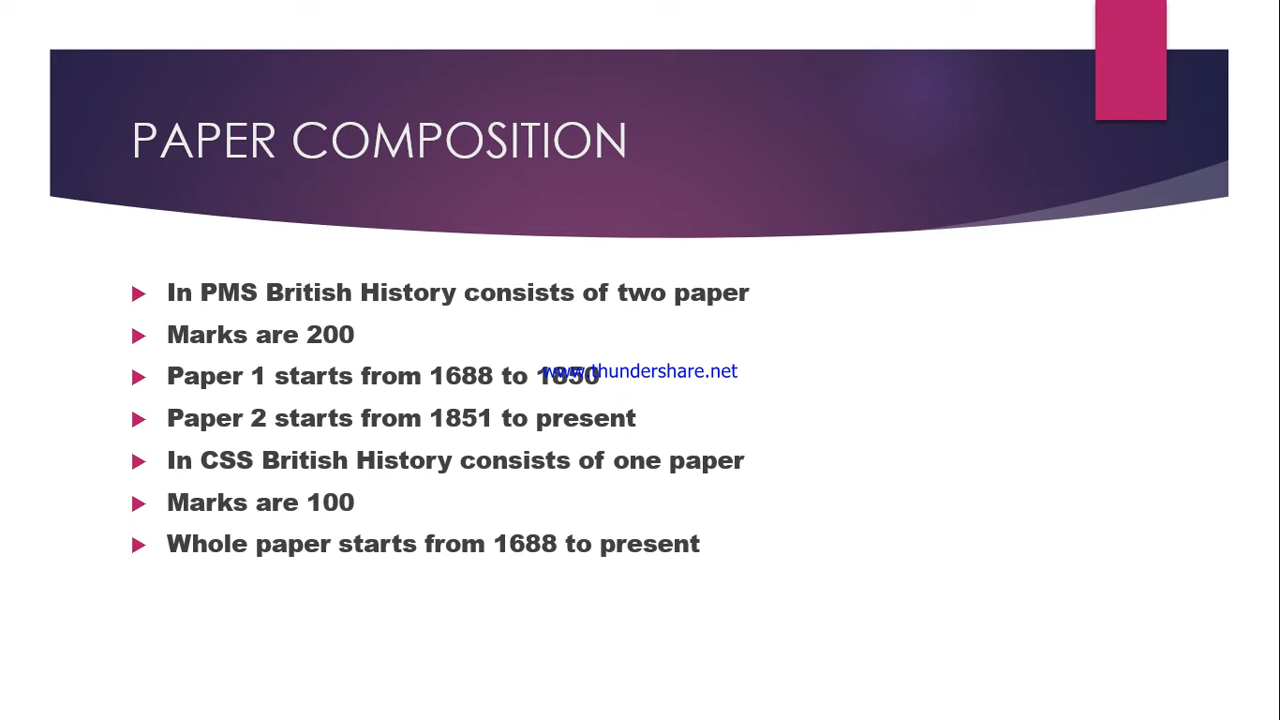 PAPER COMPOSITION
In PMS British History consists of two paper
Marks are 200
Paper 1 starts from 1688 to 1850
www.thundershare.net
Paper 2 starts from 1851 to present
In CSS British History consists of one paper
Marks are 100
Whole paper starts from 1688 to present